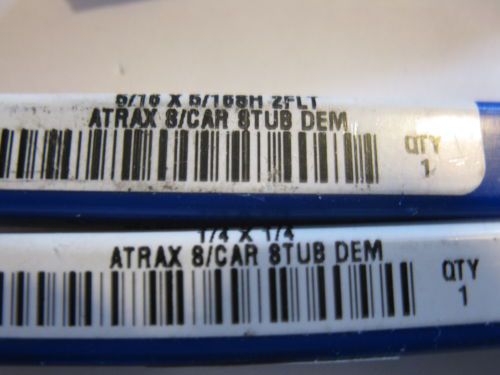 5/16 X 5/16SH 2FLT
ATRAX S/CAR STUB DEM
QTY
1
1/4 X 1/4
ATRAX S/CAR STUB DEM
QTY
1